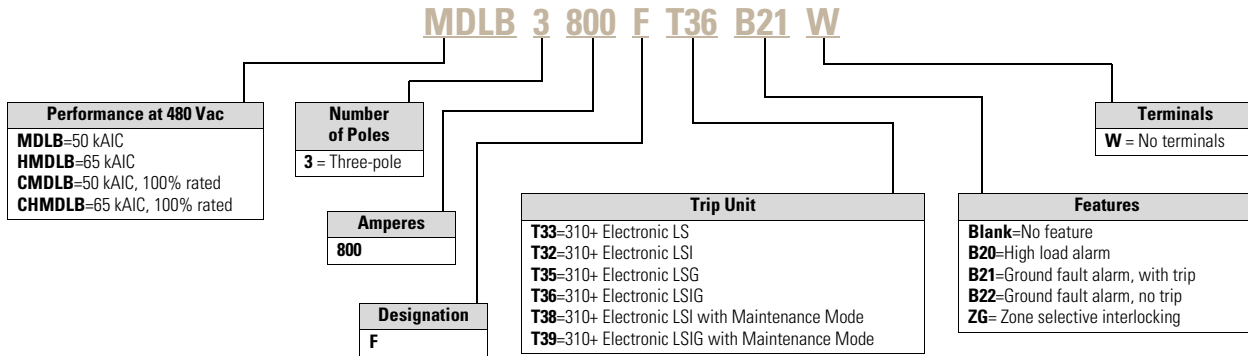 MDLB 3 800 F T36 B21 W
Performance at 480 Vac
MDLB=50 kAIC
HMDLB=65 kAIC
CMDLB=50 kAIC, 100% rated
CHMDLB=65 kAIC, 100% rated
Number
of Poles
3 = Three-pole
Amperes
800
Designation
F
Trip Unit
T33=310+ Electronic LS
T32=310+ Electronic LSI
T35=310+ Electronic LSG
T36=310+ Electronic LSIG
T38=310+ Electronic LSI with Maintenance Mode
T39=310+ Electronic LSIG with Maintenance Mode
Features
Blank=No feature
B20=High load alarm
B21=Ground fault alarm, with trip
B22=Ground fault alarm, no trip
ZG= Zone selective interlocking
Terminals
W = No terminals